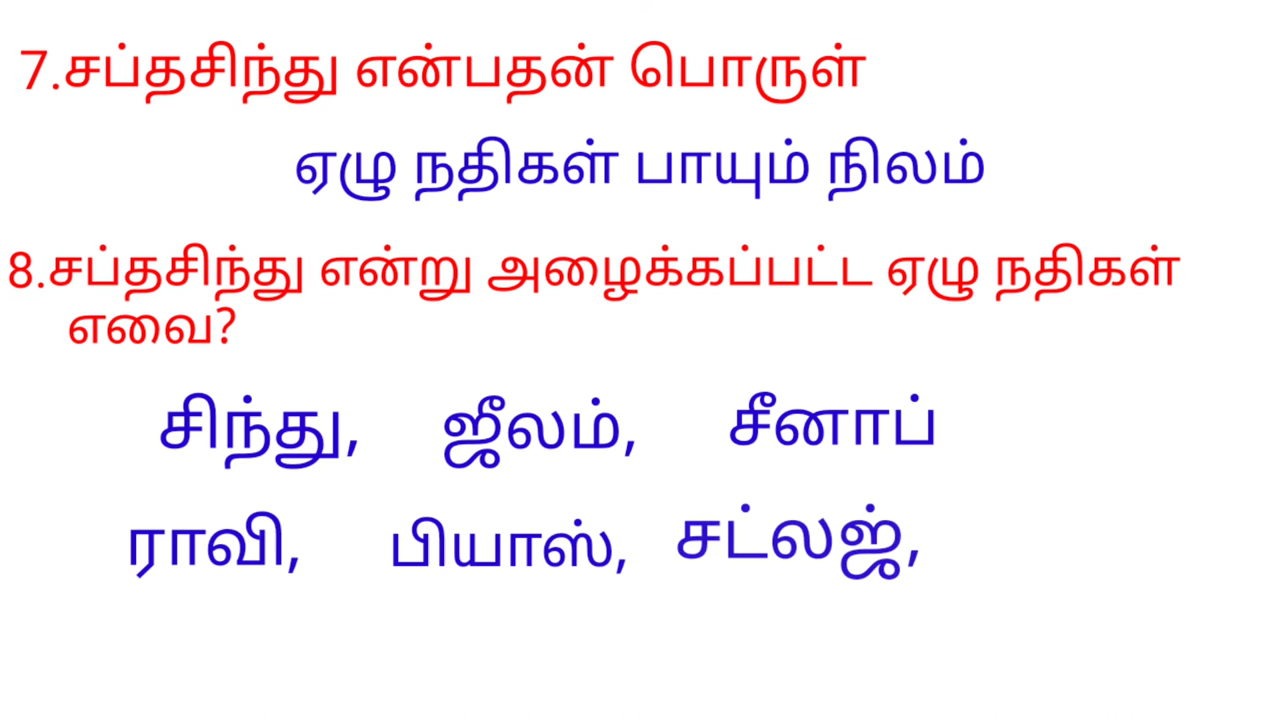 7.சப்தசிந்து என்பதன் பொருள்
ஏழு நதிகள் பாயும் நிலம்
8.சப்தசிந்து என்று அழைக்கப்பட்ட ஏழு நதிகள்
எவை?
சிந்து, ஜீலம், சீனாப்
ராவி, பியாஸ், சட்லஜ்,